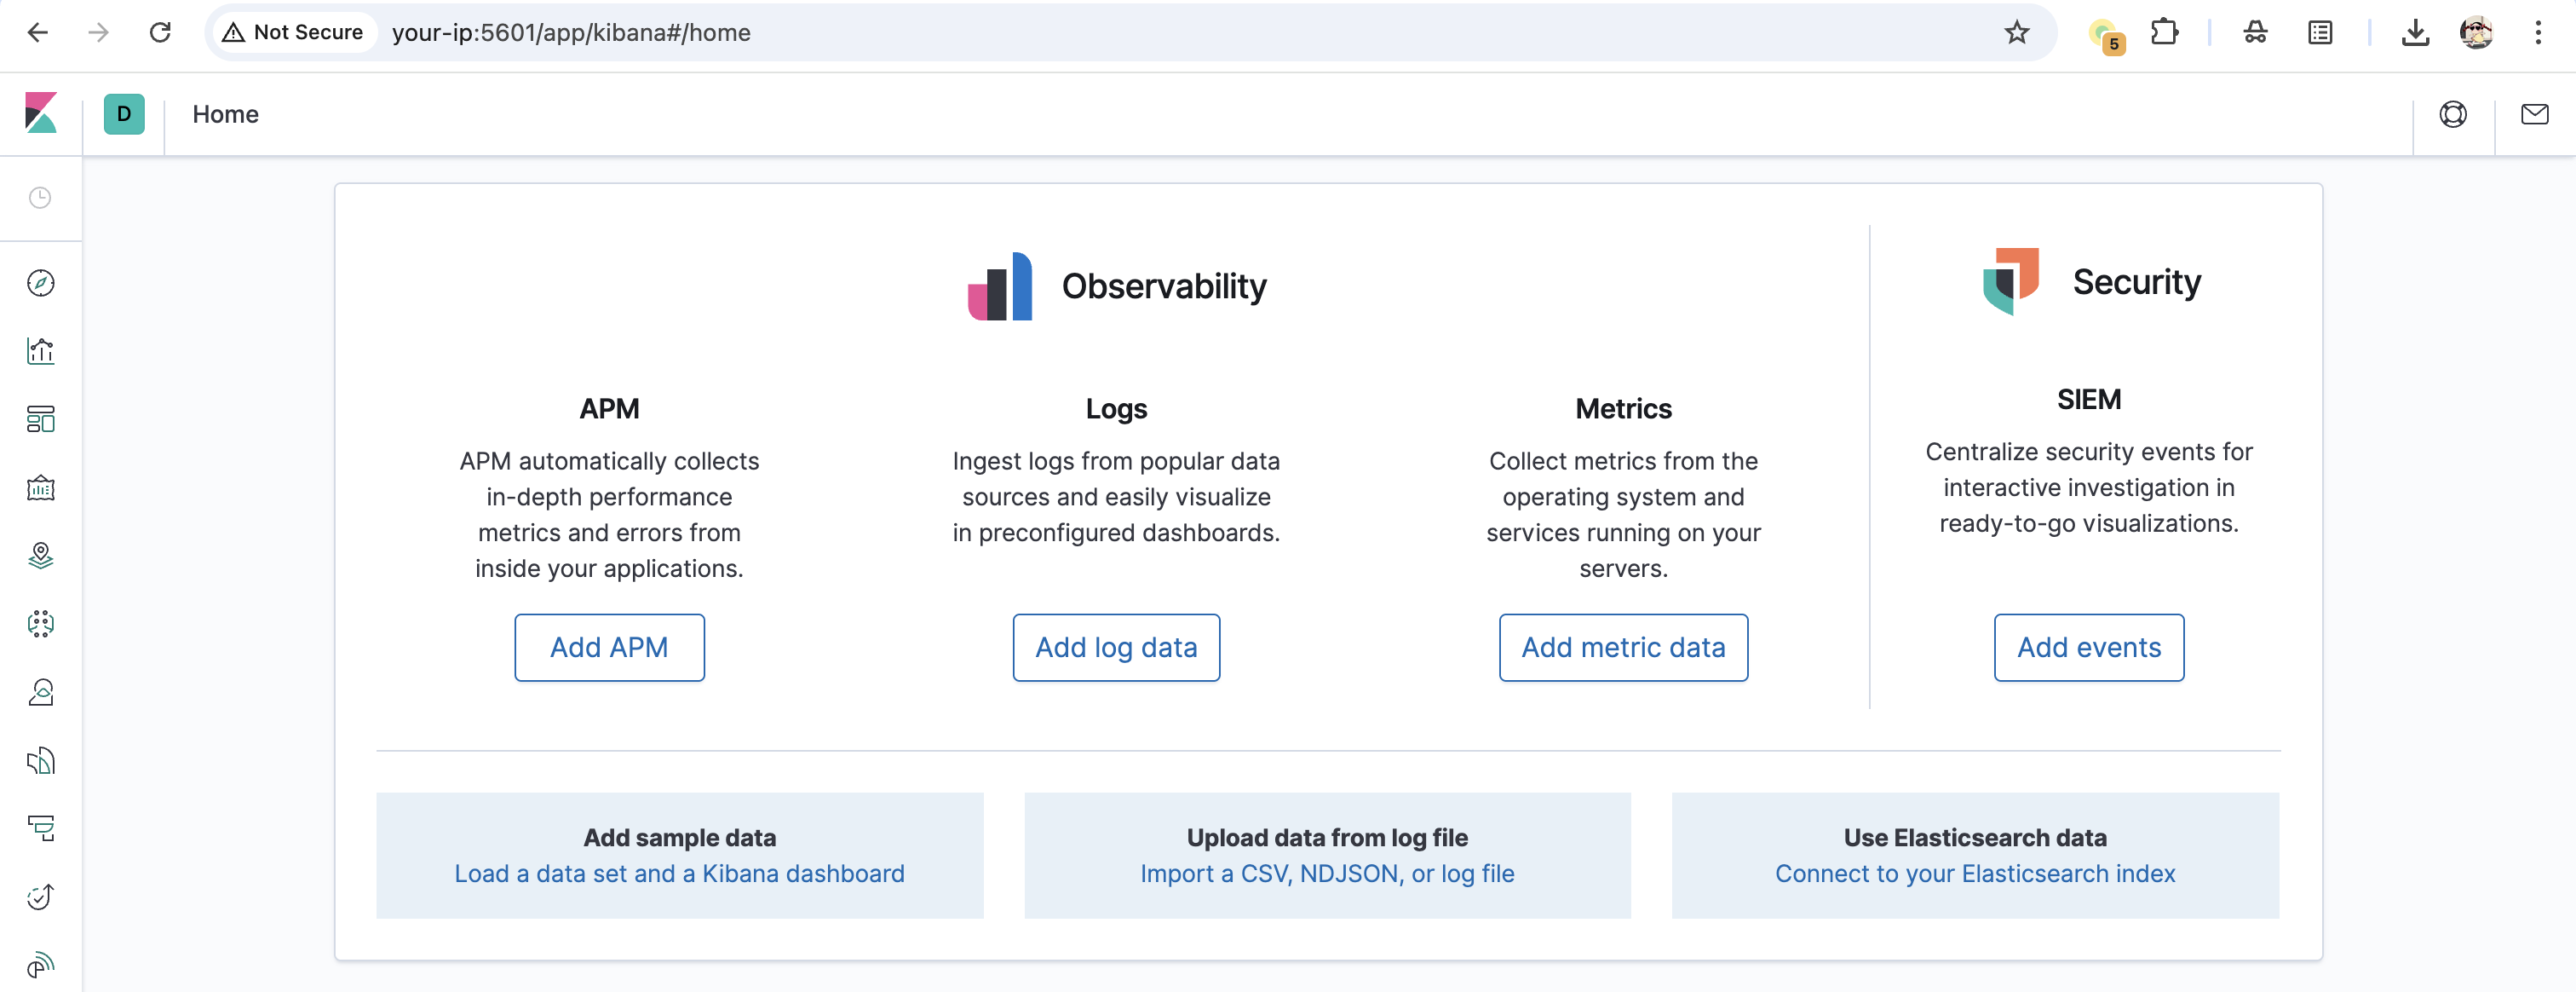 Not Secure
your-ip:5601/app/kibana#/home
5
D
Home
Observability
Security
APM
APM automatically collects
in-depth performance
metrics and errors from
inside your applications.
Add APM
Logs
Ingest logs from popular data
sources and easily visualize
in preconfigured dashboards.
Add log data
Metrics
Collect metrics from the
operating system and
services running on your
servers.
Add metric data
SIEM
Centralize security events for
interactive investigation in
ready-to-go visualizations.
Add events
Add sample data
Load a data set and a Kibana dashboard
Upload data from log file
Import a CSV, NDJSON, or log file
Use Elasticsearch data
Connect to your Elasticsearch index